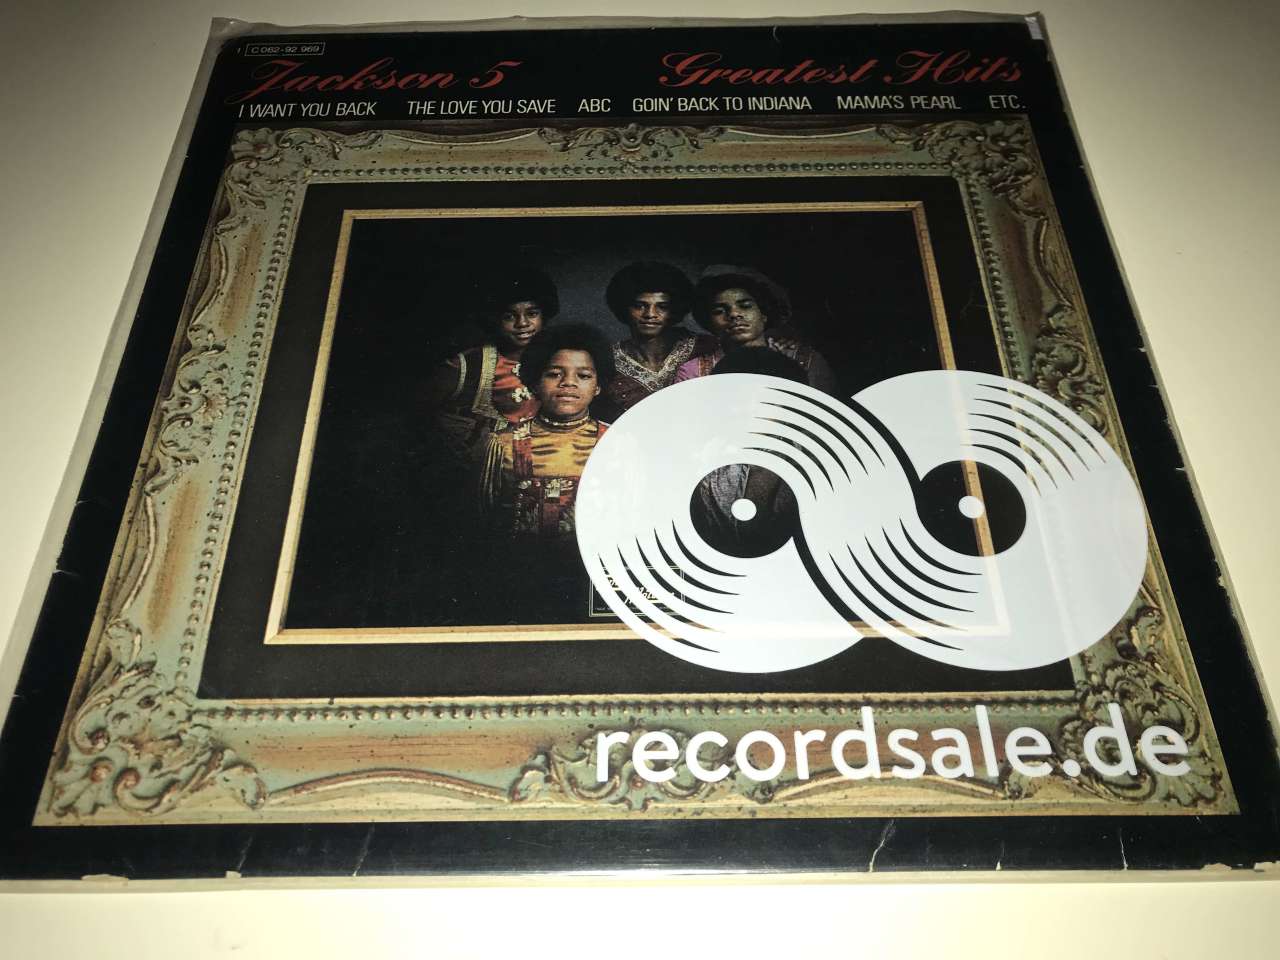 1 C 062-92 969
Jackson 5 Greatest Hits
I WANT YOU BACK THE LOVE YOU SAVE ABC GOIN' BACK TO INDIANA MAMA'S PEARL ETC.
recordsale.de